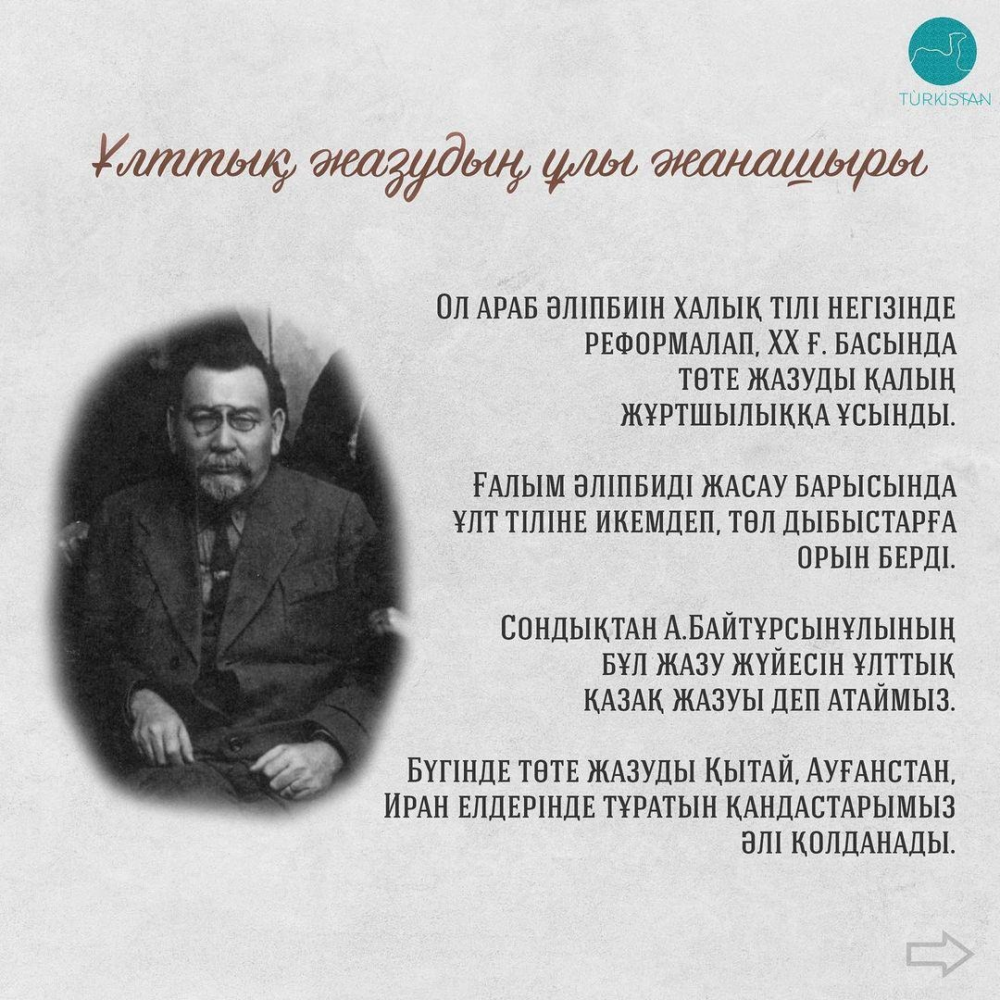 TÜRKİSTAN
Ұлттық жазудың ұлы жанашыры
Ол араб әліпбиін халық тілі негізінде
реформалап, XX ғ. басында
төте жазуды қалың
жұртшылыққа ұсынды.
Ғалым әліпбиді жасау барысында
ұлт тіліне икемдеп, төл дыбыстарға
орын берді.
Сондықтан А.Байтұрсынұлының
бұл жазу жүйесін ұлттық
қазақ жазуы деп атаймыз.
Бүгінде төте жазуды Қытай, Ауғанстан,
Иран елдерінде тұратын қандастарымыз
әлі қолданады.